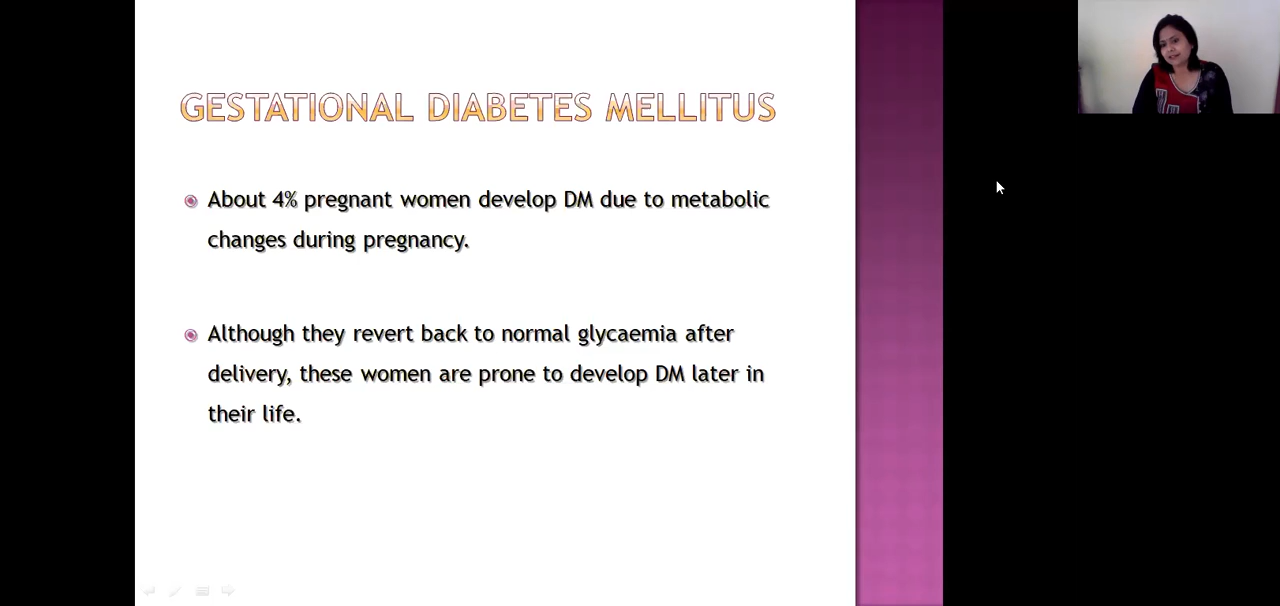 GESTATIONAL DIABETES MELLITUS
About 4% pregnant women develop DM due to metabolic
changes during pregnancy.
Although they revert back to normal glycaemia after
delivery, these women are prone to develop DM later in
their life.